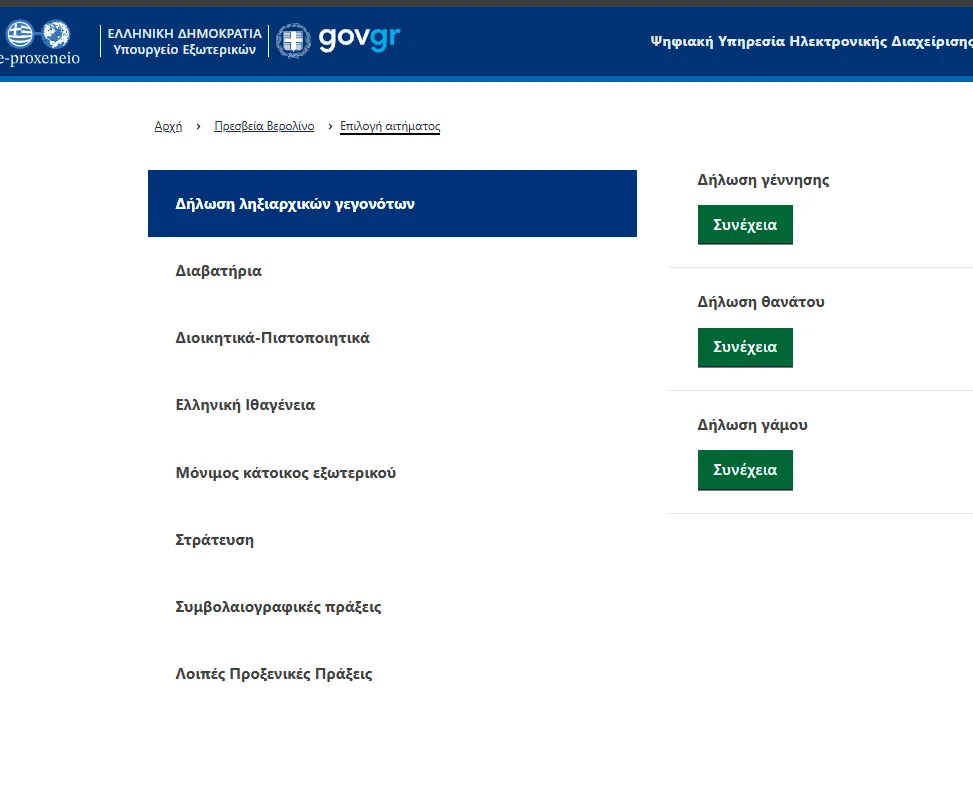 e-proxeneio
ΕΛΛΗΝΙΚΗ ΔΗΜΟΚΡΑΤΙΑ
Υπουργείο Εξωτερικών
govgr
Ψηφιακή Υπηρεσία Ηλεκτρονικής Διαχείρισης
Αρχή › Πρεσβεία Βερολίνο › Επιλογή αιτήματος
Δήλωση ληξιαρχικών γεγονότων
Διαβατήρια
Διοικητικά-Πιστοποιητικά
Ελληνική Ιθαγένεια
Μόνιμος κάτοικος εξωτερικού
Στράτευση
Συμβολαιογραφικές πράξεις
Λοιπές Προξενικές Πράξεις
Δήλωση γέννησης
Συνέχεια
Δήλωση θανάτου
Συνέχεια
Δήλωση γάμου
Συνέχεια